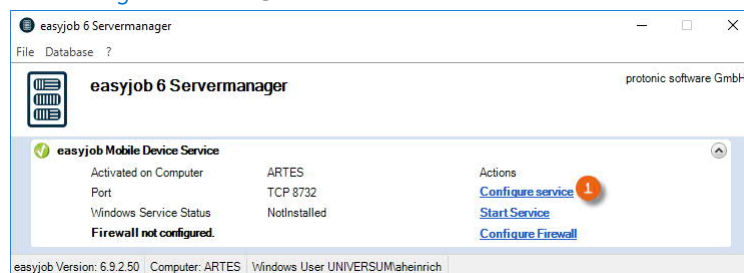 easyjob 6 Servermanager
File Database ?
easyjob 6 Servermanager
protonic software GmbH
easyjob Mobile Device Service
Activated on Computer ARTES Actions
Port TCP 8732 Configure service 1
Windows Service Status NotInstalled Start Service
Firewall not configured. Configure Firewall
easyjob Version: 6.9.2.50 Computer: ARTES Windows User UNIVERSUM\aheinrich